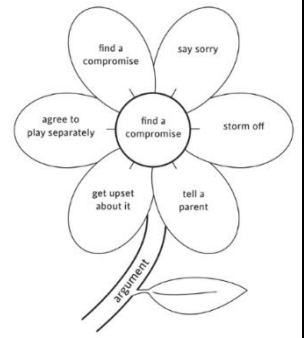 find a
compromise
say sorry
agree to
play separately
find a
compromise
storm off
get upset
about it
tell a
parent
argument